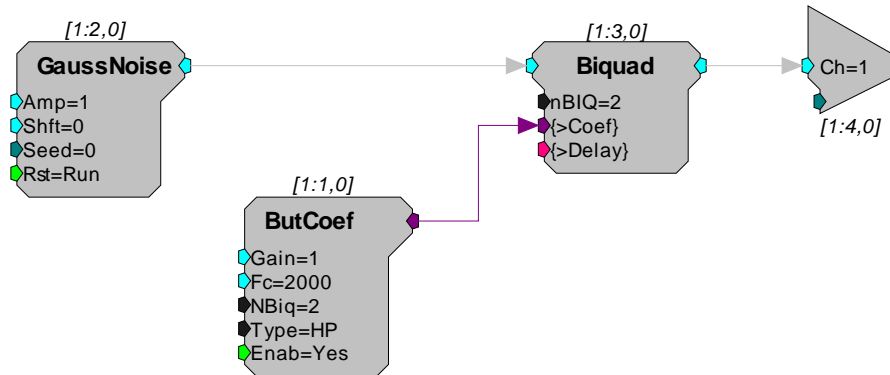 [1:2,0]
GaussNoise
Amp=1
Shft=0
Seed=0
Rst=Run
[1:1,0]
ButCoef
Gain=1
Fc=2000
NBiq=2
Type=HP
Enab=Yes
[1:3,0]
Biquad
nBIQ=2
{>Coef}
{>Delay}
Ch=1
[1:4,0]